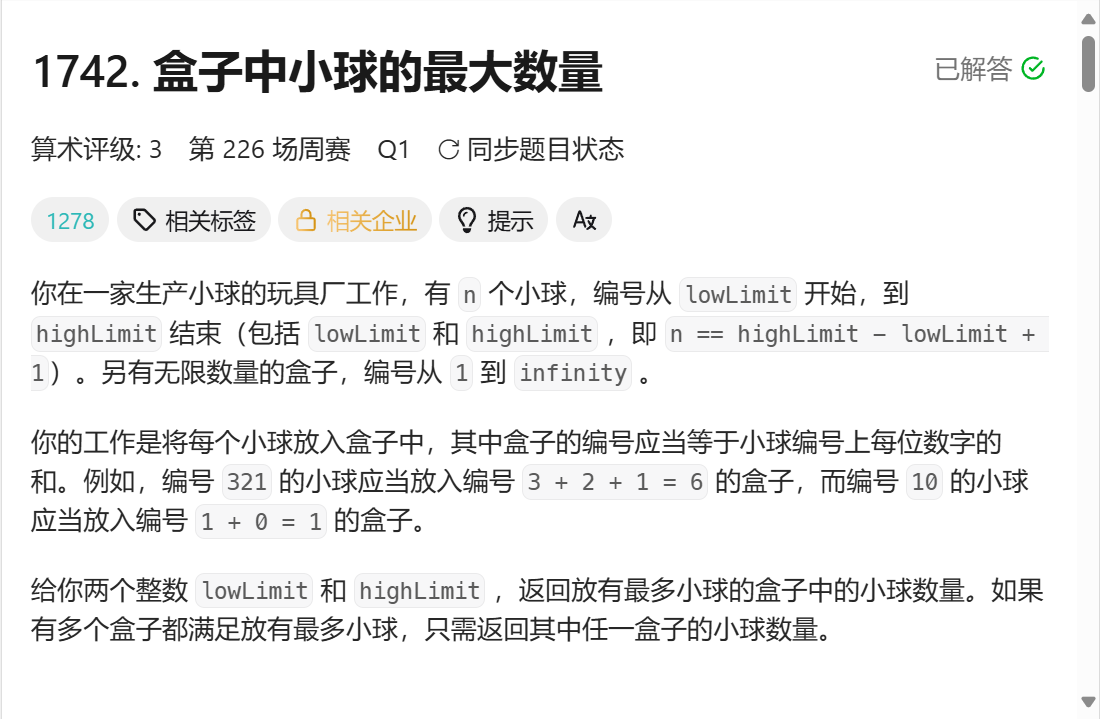 1742. 盒子中小球的最大数量
已解答
算术评级: 3 第 226 场周赛 Q1 同步题目状态
1278 相关标签 相关企业 提示 A文
你在一家生产小球的玩具厂工作，有 n 个小球，编号从 lowLimit 开始，到
highLimit 结束（包括 lowLimit 和 highLimit ，即 n == highLimit - lowLimit +
1）。另有无限数量的盒子，编号从 1 到 infinity 。
你的工作是将每个小球放入盒子中，其中盒子的编号应当等于小球编号上每位数字的
和。例如，编号 321 的小球应当放入编号 3 + 2 + 1 = 6 的盒子，而编号 10 的小球
应当放入编号 1 + 0 = 1 的盒子。
给你两个整数 lowLimit 和 highLimit ，返回放有最多小球的盒子中的小球数量。如果
有多个盒子都满足放有最多小球，只需返回其中任一盒子的小球数量。